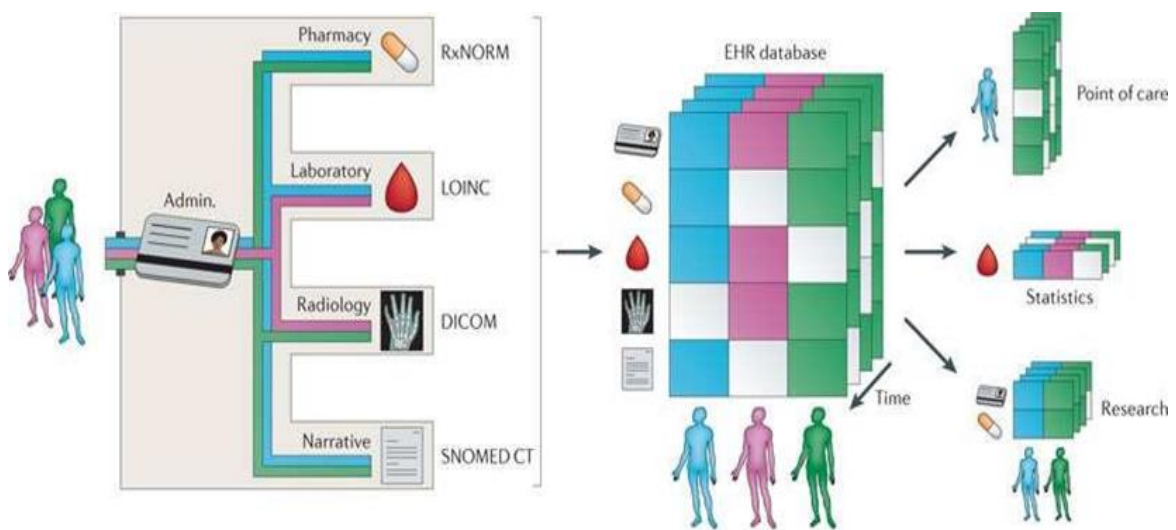 Pharmacy
RxNORM
Admin.
Laboratory
LOINC
Radiology
DICOM
Narrative
SNOMED CT
EHR database
Time
Point of care
Statistics
Research